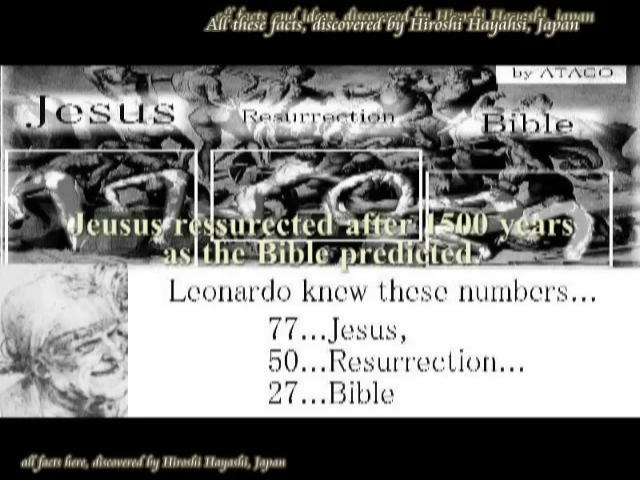 all facts and ideas, discovered by Hiroshi Hayashi, Japan
All these facts, discovered by Hiroshi Hayahsi, Japan
by ATACO
Jesus Resurrection Bible
Jeusus ressurected after 1500 years
as the Bible predicted.
Leonardo knew these numbers...
77...Jesus,
50...Resurrection...
27...Bible
all facts here, discovered by Hiroshi Hayashi, Japan